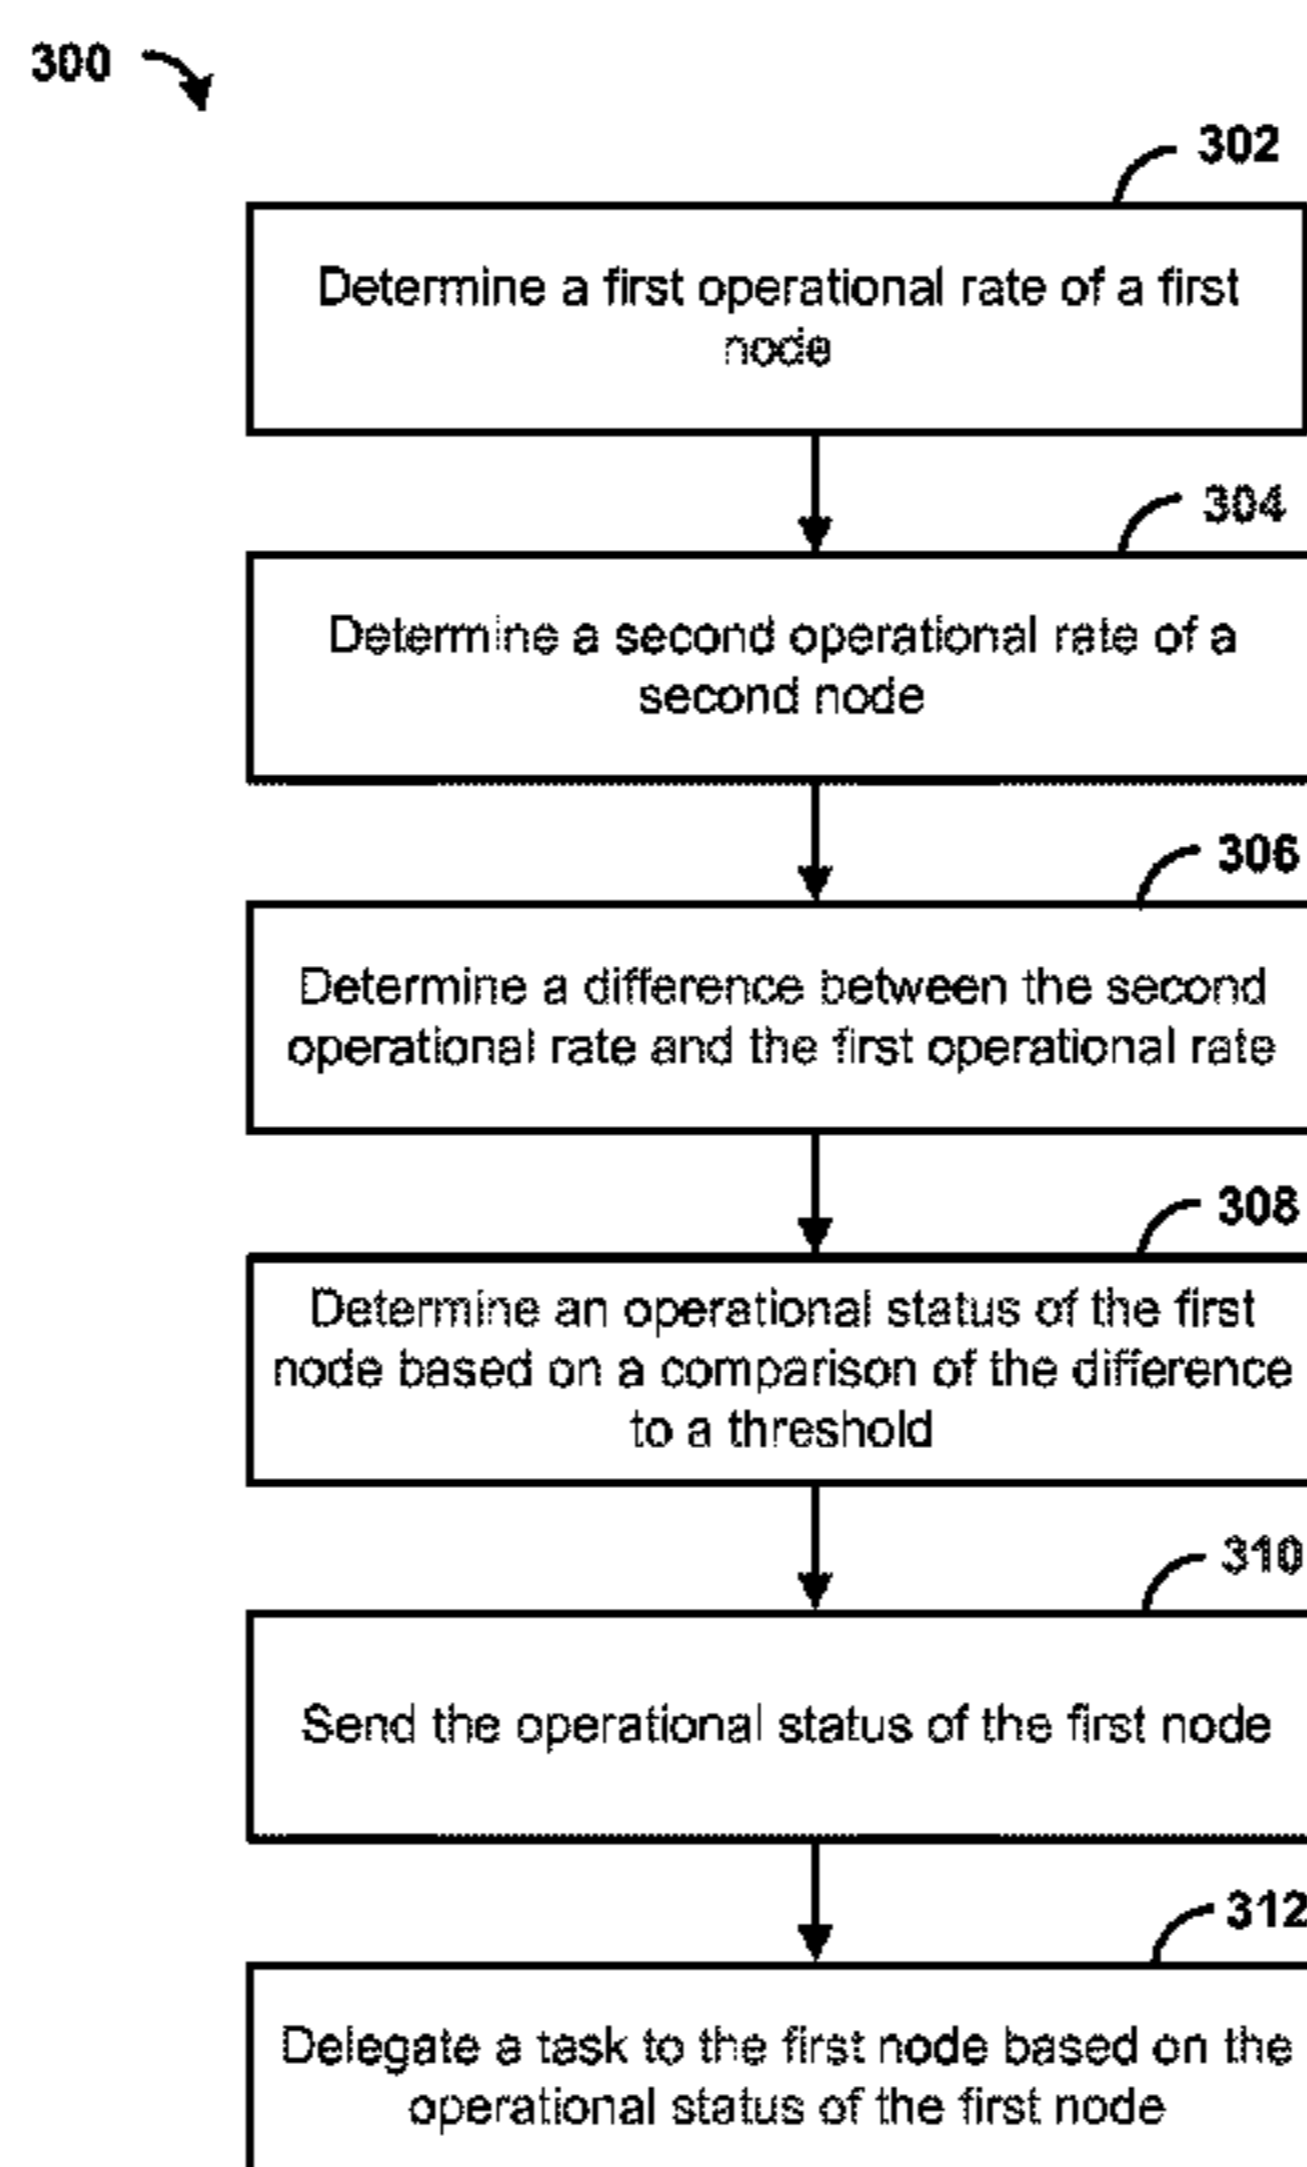 300
302
Determine a first operational rate of a first
node
304
Determine a second operational rate of a
second node
306
Determine a difference between the second
operational rate and the first operational rate
308
Determine an operational status of the first
node based on a comparison of the difference
to a threshold
310
Send the operational status of the first node
312
Delegate a task to the first node based on the
operational status of the first node